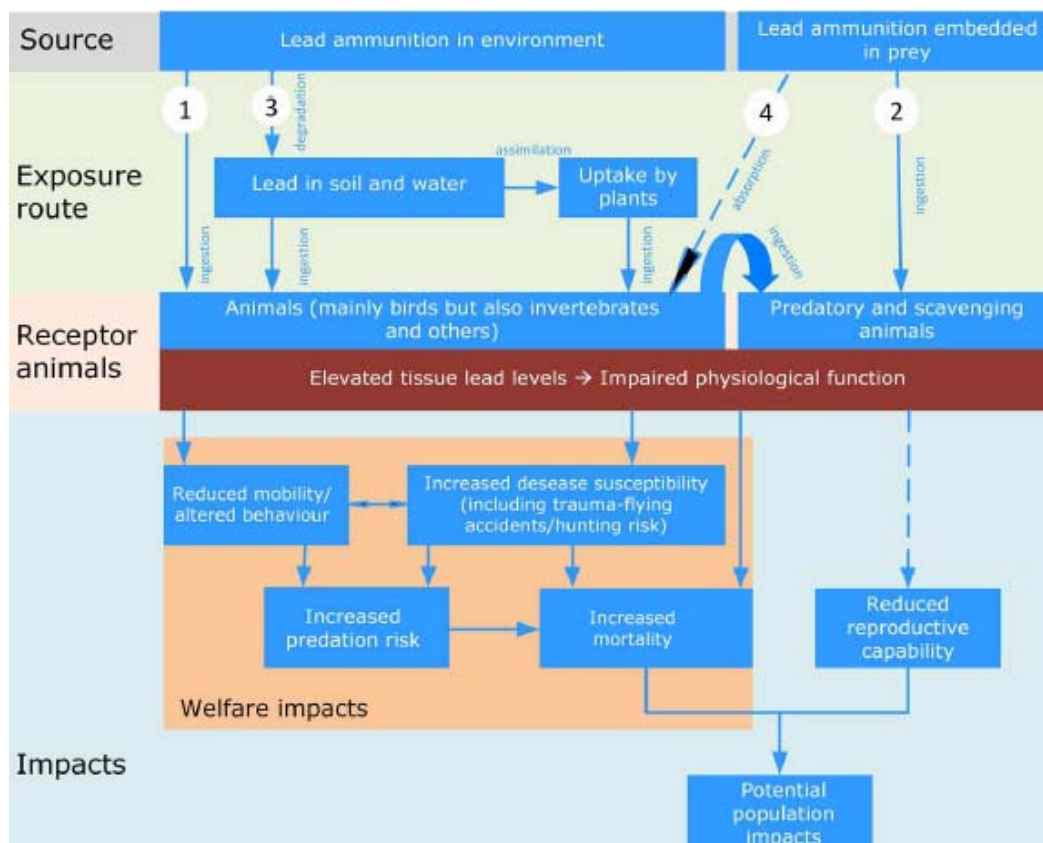 Source
Lead ammunition in environment
Lead ammunition embedded
in prey
1
3
degradation
4
2
Exposure
route
assimilation
Lead in soil and water
Uptake by
plants
absorption
ingestion
ingestion
ingestion
ingestion
ingestion
Receptor
animals
Animals (mainly birds but also invertebrates
and others)
Predatory and scavenging
animals
Elevated tissue lead levels → Impaired physiological function
Reduced mobility/
altered behaviour
Increased desease susceptibility
(including trauma-flying
accidents/hunting risk)
Increased
predation risk
Increased
mortality
Reduced
reproductive
capability
Welfare impacts
Impacts
Potential
population
impacts